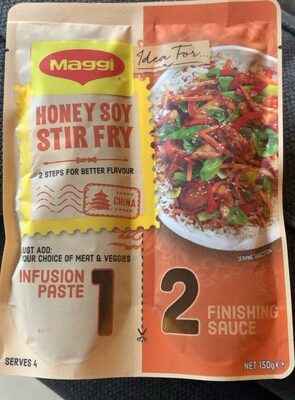 Maggi
Idea For...
HONEY SOY
STIR FRY
2 STEPS FOR BETTER FLAVOUR
CHINA
JUST ADD:
YOUR CHOICE OF MEAT & VEGGIES
INFUSION
PASTE
1
SERVING SUGGESTION
2
FINISHING
SAUCE
SERVES 4
NET 150g